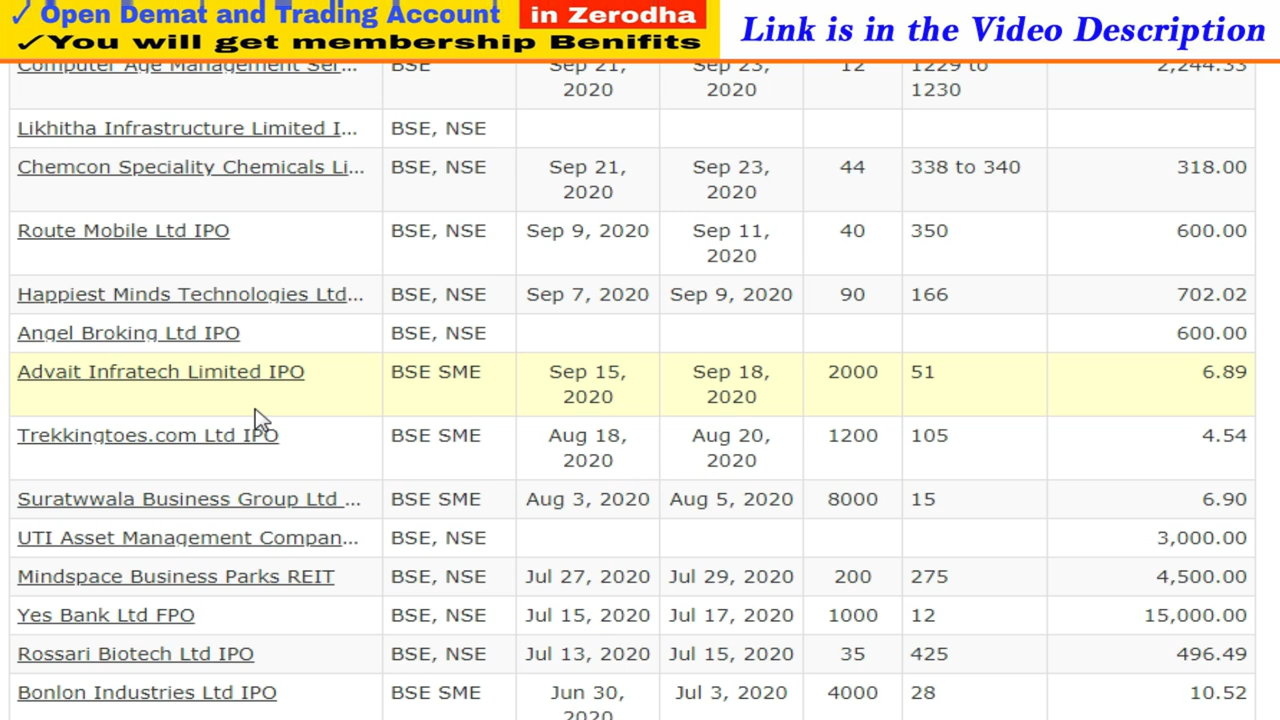 ✓ Open Demat and Trading Account in Zerodha
✓You will get membership Benifits
Link is in the Video Description
Computer Age Management Ser... BSE Sep 21, 2020 Sep 23, 2020 12 1229 to 1230 2,244.33
Likhitha Infrastructure Limited I... BSE, NSE
Chemcon Speciality Chemicals Li... BSE, NSE Sep 21, 2020 Sep 23, 2020 44 338 to 340 318.00
Route Mobile Ltd IPO BSE, NSE Sep 9, 2020 Sep 11, 2020 40 350 600.00
Happiest Minds Technologies Ltd... BSE, NSE Sep 7, 2020 Sep 9, 2020 90 166 702.02
Angel Broking Ltd IPO BSE, NSE 600.00
Advait Infratech Limited IPO BSE SME Sep 15, 2020 Sep 18, 2020 2000 51 6.89
Trekkingtoes.com Ltd IPO BSE SME Aug 18, 2020 Aug 20, 2020 1200 105 4.54
Suratwwala Business Group Ltd ... BSE SME Aug 3, 2020 Aug 5, 2020 8000 15 6.90
UTI Asset Management Compan... BSE, NSE 3,000.00
Mindspace Business Parks REIT BSE, NSE Jul 27, 2020 Jul 29, 2020 200 275 4,500.00
Yes Bank Ltd FPO BSE, NSE Jul 15, 2020 Jul 17, 2020 1000 12 15,000.00
Rossari Biotech Ltd IPO BSE, NSE Jul 13, 2020 Jul 15, 2020 35 425 496.49
Bonlon Industries Ltd IPO BSE SME Jun 30, 2020 Jul 3, 2020 4000 28 10.52